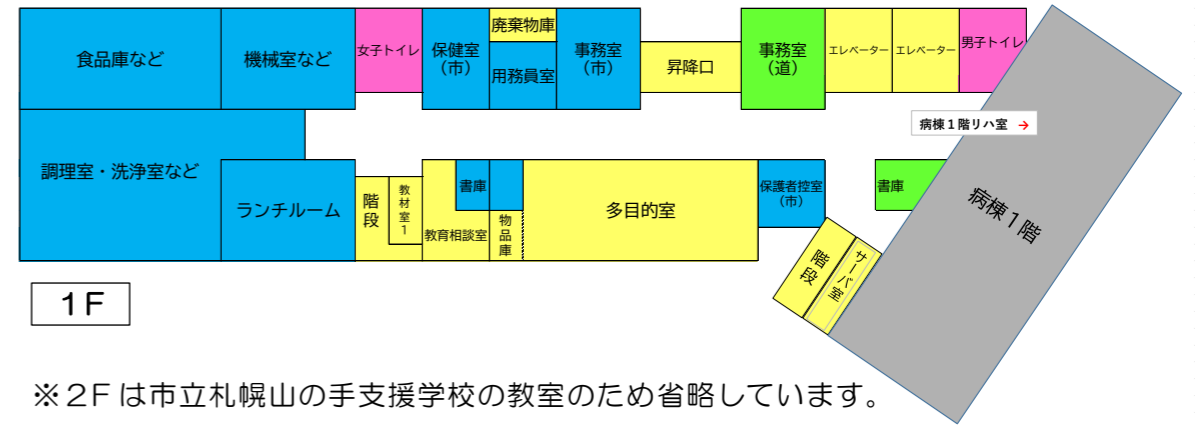 食品庫など
機械室など
女子トイレ
保健室
（市）
廃棄物庫
用務員室
事務室
（市）
昇降口
事務室
（道）
エレベーター
エレベーター
男子トイレ
病棟１階リハ室 →
調理室・洗浄室など
ランチルーム
階段
教材室１
書庫
教育相談室
物品庫
多目的室
保護者控室
（市）
書庫
階段
サーバ室
病棟１階
１Ｆ
※２Ｆは市立札幌山の手支援学校の教室のため省略しています。